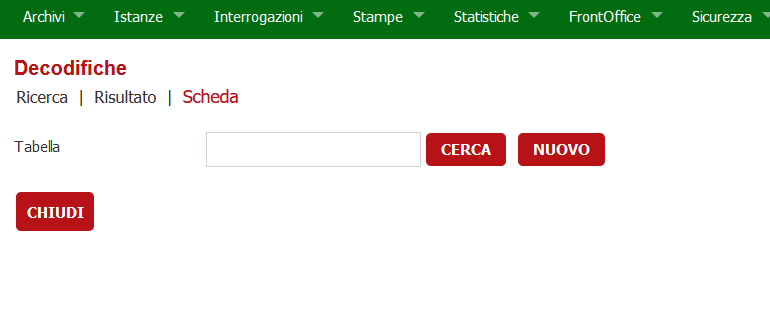 Archivi Istanze Interrogazioni Stampe Statistiche FrontOffice Sicurezza
Decodifiche
Ricerca | Risultato | Scheda
Tabella CERCA NUOVO
CHIUDI